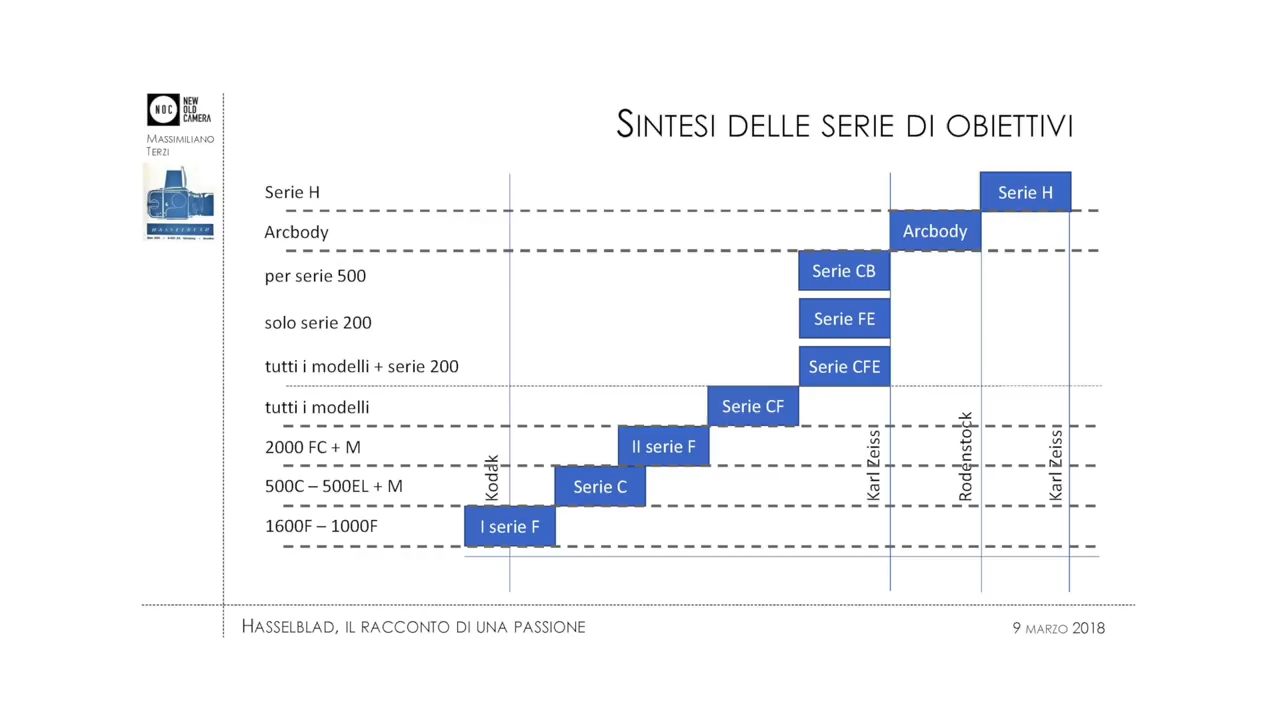 NOC NEW OLD CAMERA
MASSIMILIANO TERZI
HASSELBLAD
SINTESI DELLE SERIE DI OBIETTIVI
Serie H
Serie H
Arcbody
Arcbody
per serie 500
Serie CB
solo serie 200
Serie FE
tutti i modelli + serie 200
Serie CFE
tutti i modelli
Serie CF
2000 FC + M
II serie F
500C – 500EL + M
Serie C
1600F – 1000F
I serie F
Kodak
Karl Zeiss
Rodenstock
Karl Zeiss
HASSELBLAD, IL RACCONTO DI UNA PASSIONE
9 MARZO 2018